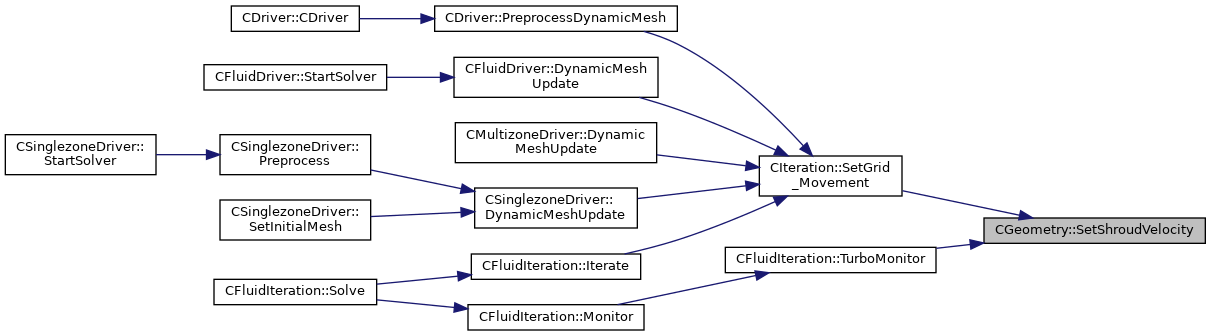 CDriver::CDriver
CDriver::PreprocessDynamicMesh
CFluidDriver::StartSolver
CFluidDriver::DynamicMesh
Update
CMultizoneDriver::Dynamic
MeshUpdate
CSinglezoneDriver::
StartSolver
CSinglezoneDriver::
Preprocess
CIteration::SetGrid
_Movement
CSinglezoneDriver::
DynamicMeshUpdate
CSinglezoneDriver::
SetInitialMesh
CGeometry::SetShroudVelocity
CFluidIteration::Iterate
CFluidIteration::TurboMonitor
CFluidIteration::Solve
CFluidIteration::Monitor